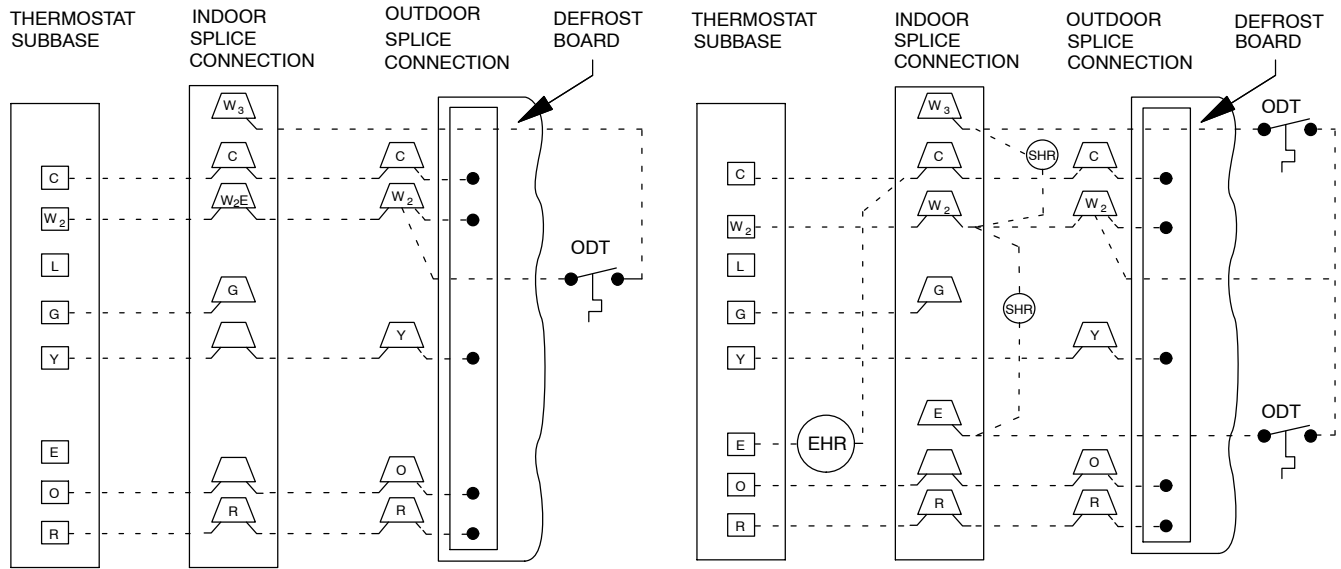 THERMOSTAT
SUBBASE
INDOOR
SPLICE
CONNECTION
OUTDOOR
SPLICE
CONNECTION
DEFROST
BOARD
W3
C
C
C
W2
W2E
W2
L
ODT
G
G
Y
Y
E
O
O
R
R
R
THERMOSTAT
SUBBASE
INDOOR
SPLICE
CONNECTION
OUTDOOR
SPLICE
CONNECTION
DEFROST
BOARD
W3
ODT
SHR
C
C
C
W2
W2
W2
L
G
G
SHR
Y
Y
E
ODT
E
EHR
O
O
R
R
R